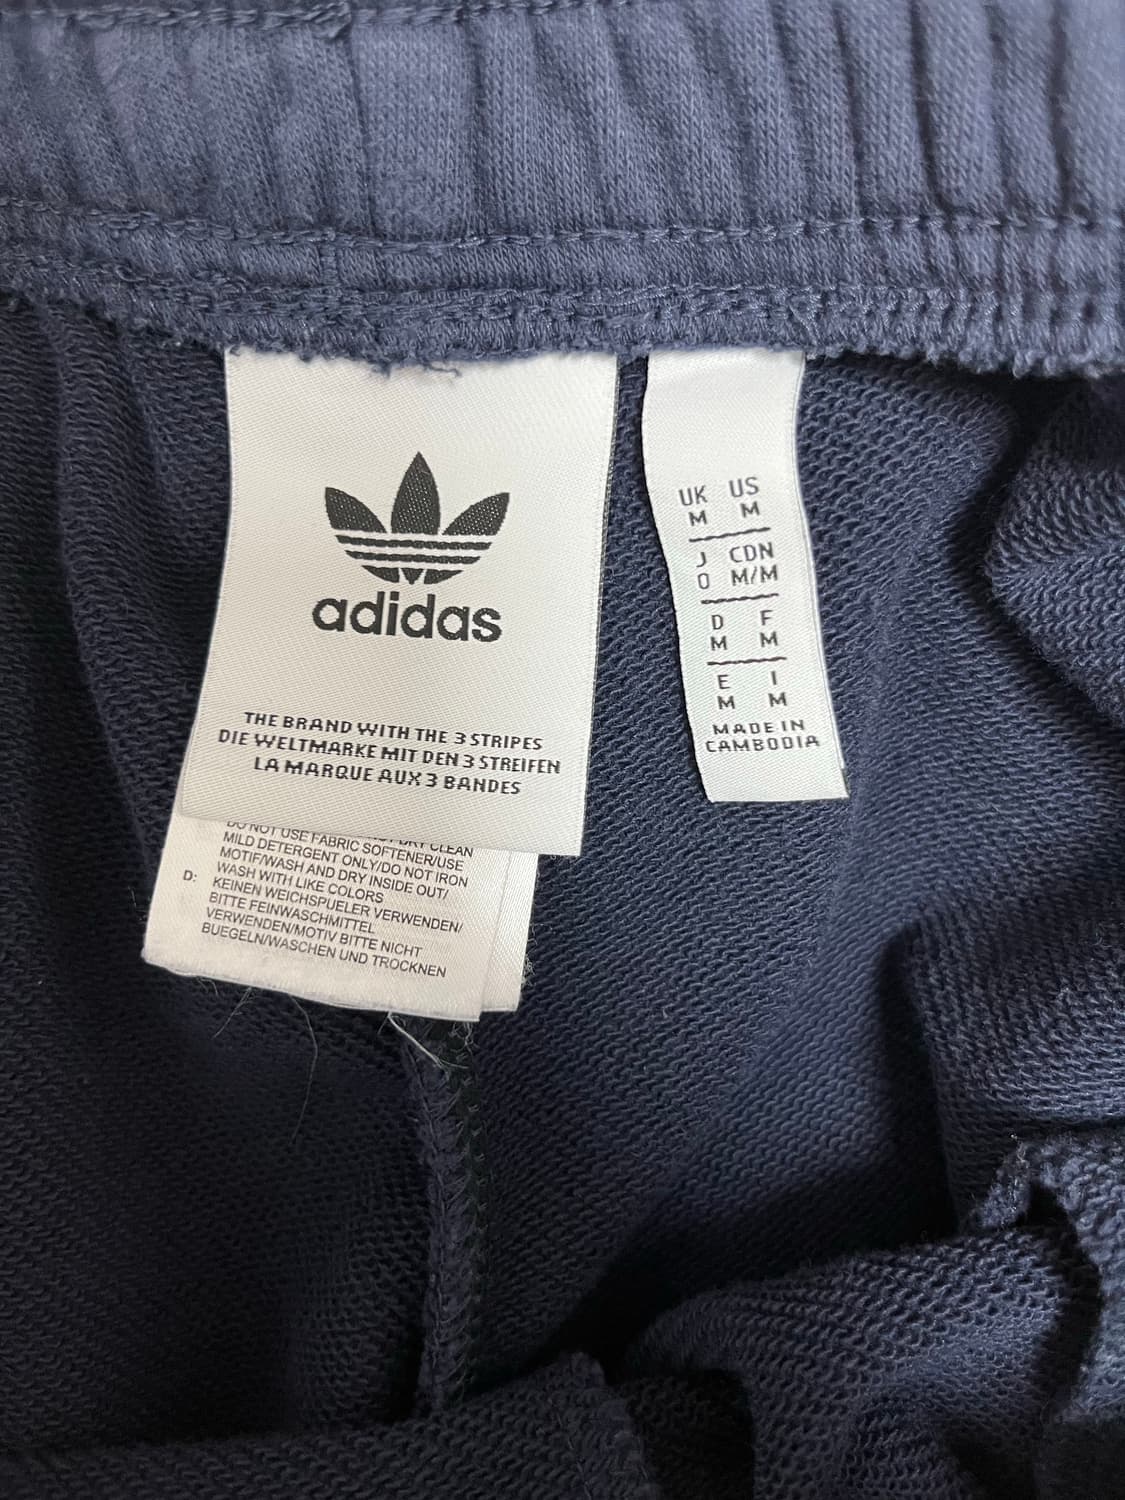 adidas
THE BRAND WITH THE 3 STRIPES
DIE WELTMARKE MIT DEN 3 STREIFEN
LA MARQUE AUX 3 BANDES
UK US
M M
J CDN
O M/M
D F
M M
E I
M M
MADE IN
CAMBODIA
DO NOT USE FABRIC SOFTENER/USE
MILD DETERGENT ONLY/DO NOT IRON
MOTIF/WASH AND DRY INSIDE OUT/
WASH WITH LIKE COLORS
D: KEINEN WEICHSPUELER VERWENDEN/
BITTE FEINWASCHMITTEL
VERWENDEN/MOTIV BITTE NICHT
BUEGELN/WASCHEN UND TROCKNEN